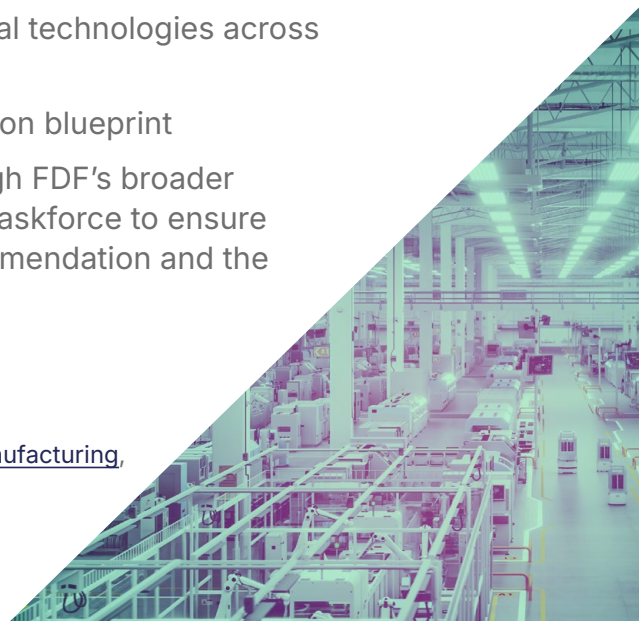 al technologies across
on blueprint
gh FDF’s broader
askforce to ensure
mendation and the
nufacturing,